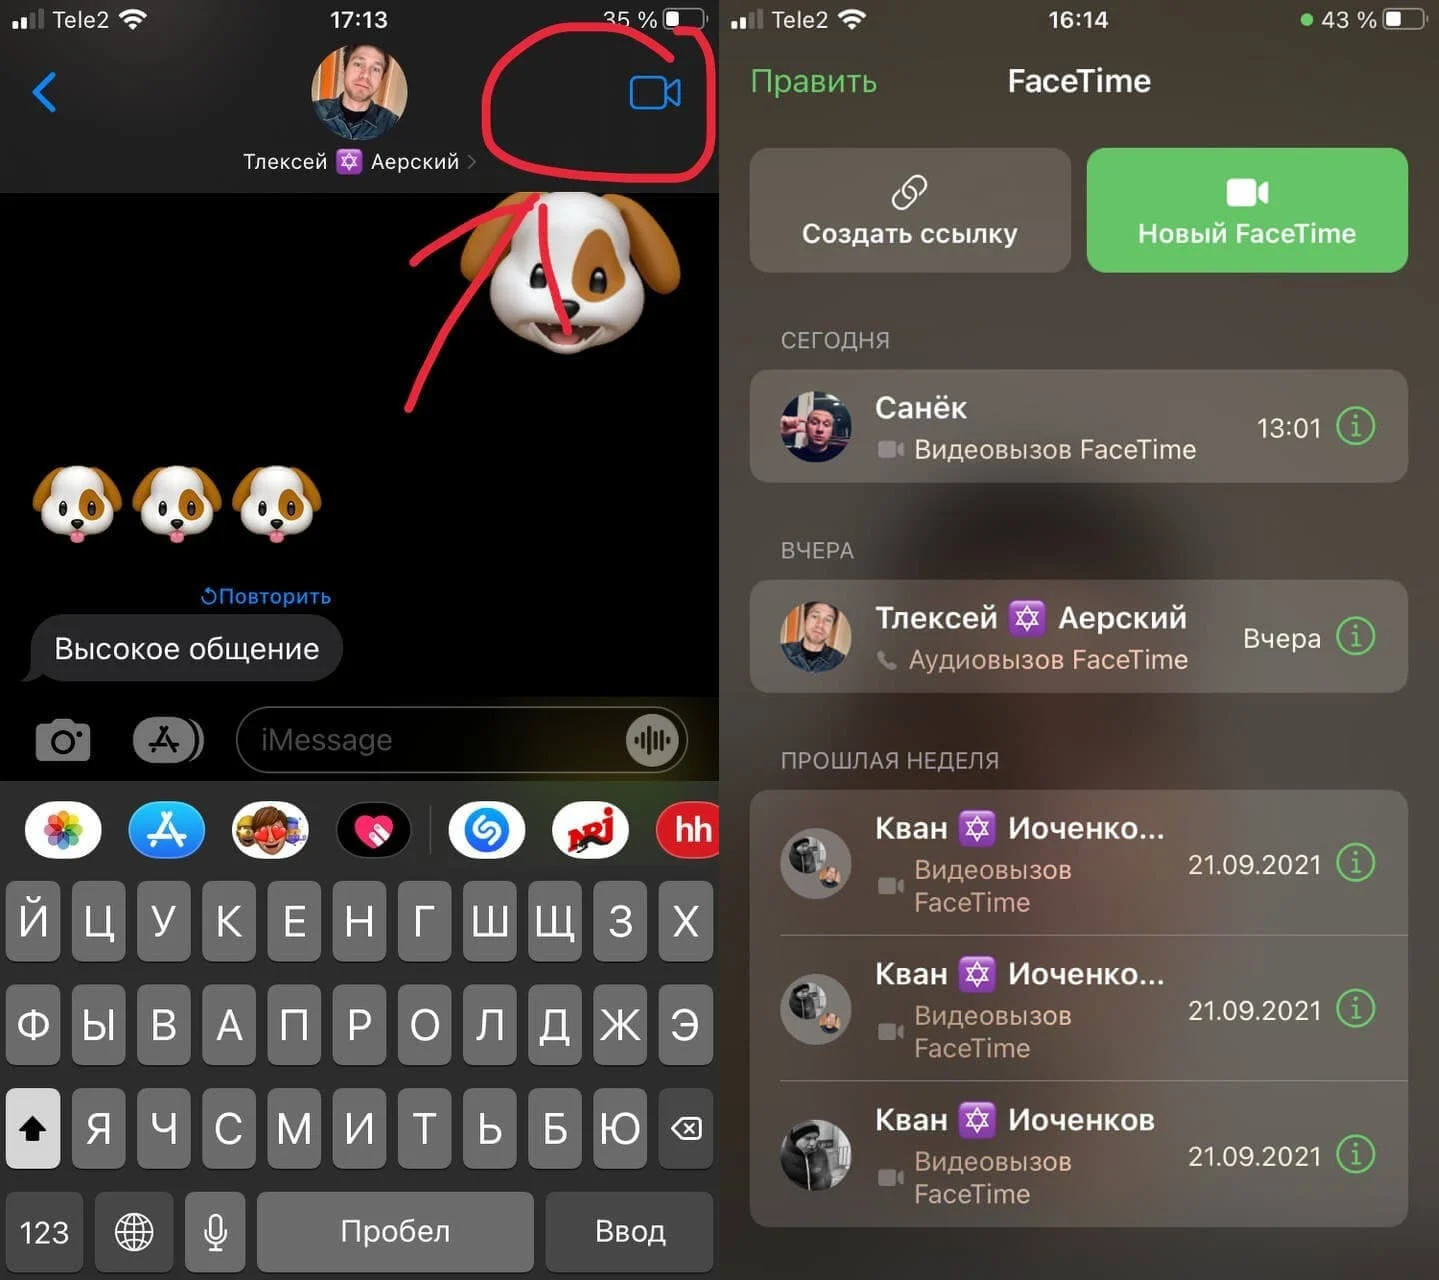 Tele2
17:13
35 %
Тлексей ✡ Аерский
Повторить
Высокое общение
iMessage
NRJ
hh
Й Ц У К Е Н Г Ш Щ З Х
Ф Ы В А П Р О Л Д Ж Э
Я Ч С М И Т Ь Б Ю
123
Пробел
Ввод
Tele2
16:14
43 %
Править
FaceTime
Создать ссылку
Новый FaceTime
СЕГОДНЯ
Санёк
Видеовызов FaceTime
13:01
ВЧЕРА
Тлексей ✡ Аерский
Аудиовызов FaceTime
Вчера
ПРОШЛАЯ НЕДЕЛЯ
Кван ✡ Иоченко...
Видеовызов
FaceTime
21.09.2021
Кван ✡ Иоченко...
Видеовызов
FaceTime
21.09.2021
Кван ✡ Иоченков
Видеовызов
FaceTime
21.09.2021